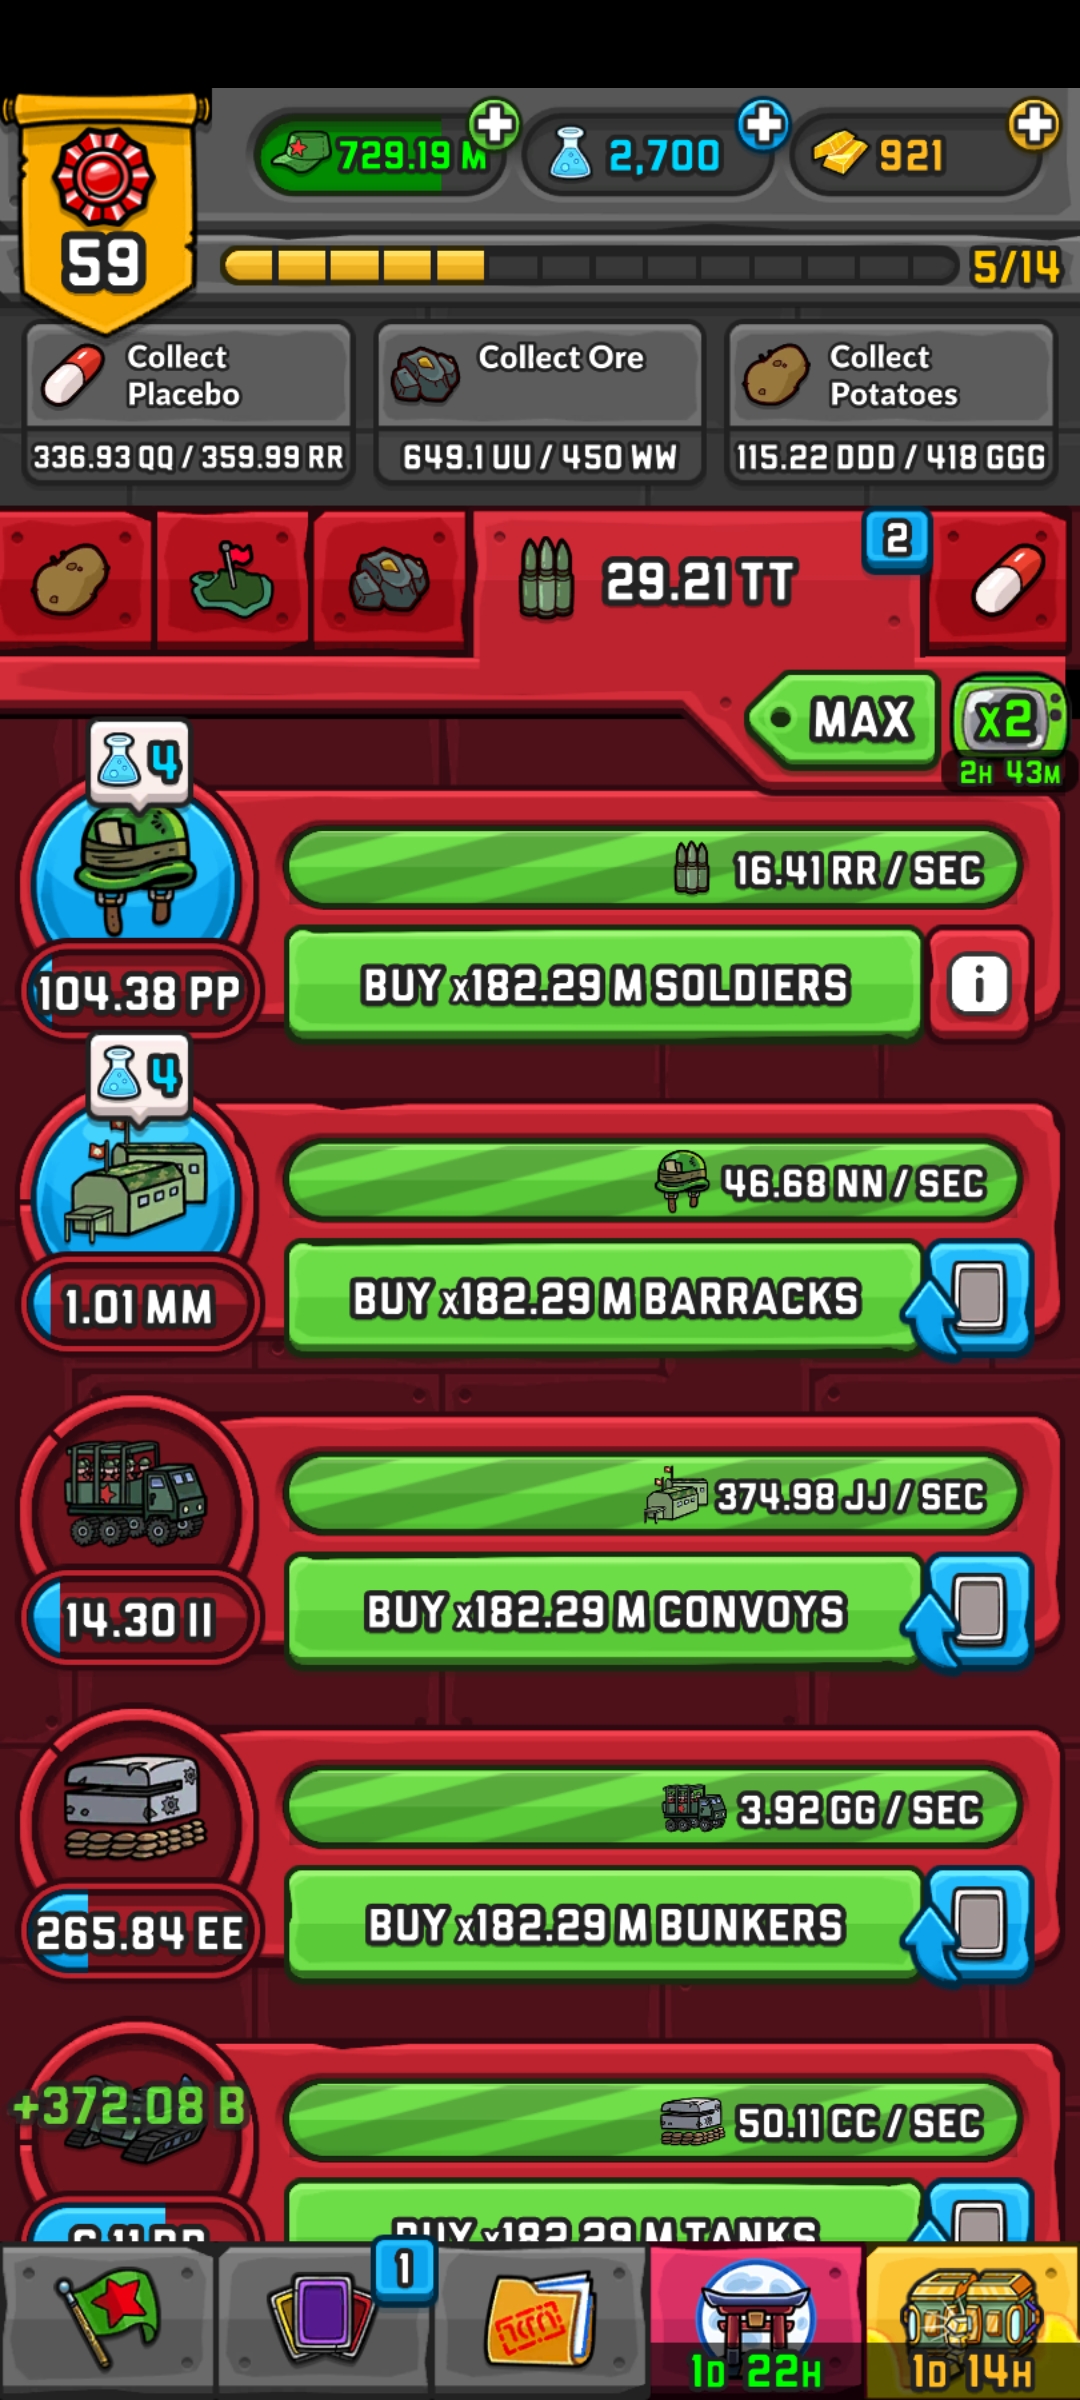 729.19 M
2,700
921
59
5/14
Collect
Placebo
336.93 QQ / 359.99 RR
Collect Ore
649.1 UU / 450 WW
Collect
Potatoes
115.22 DDD / 418 GGG
29.21 TT
2
MAX
x2
2H 43M
4
16.41 RR / SEC
104.38 PP
BUY x182.29 M SOLDIERS
i
4
46.68 NN / SEC
1.01 MM
BUY x182.29 M BARRACKS
374.98 JJ / SEC
14.30 II
BUY x182.29 M CONVOYS
3.92 GG / SEC
265.84 EE
BUY x182.29 M BUNKERS
+372.08 B
50.11 CC / SEC
BUY x182.29 M TANKS
1
1D 22H
1D 14H